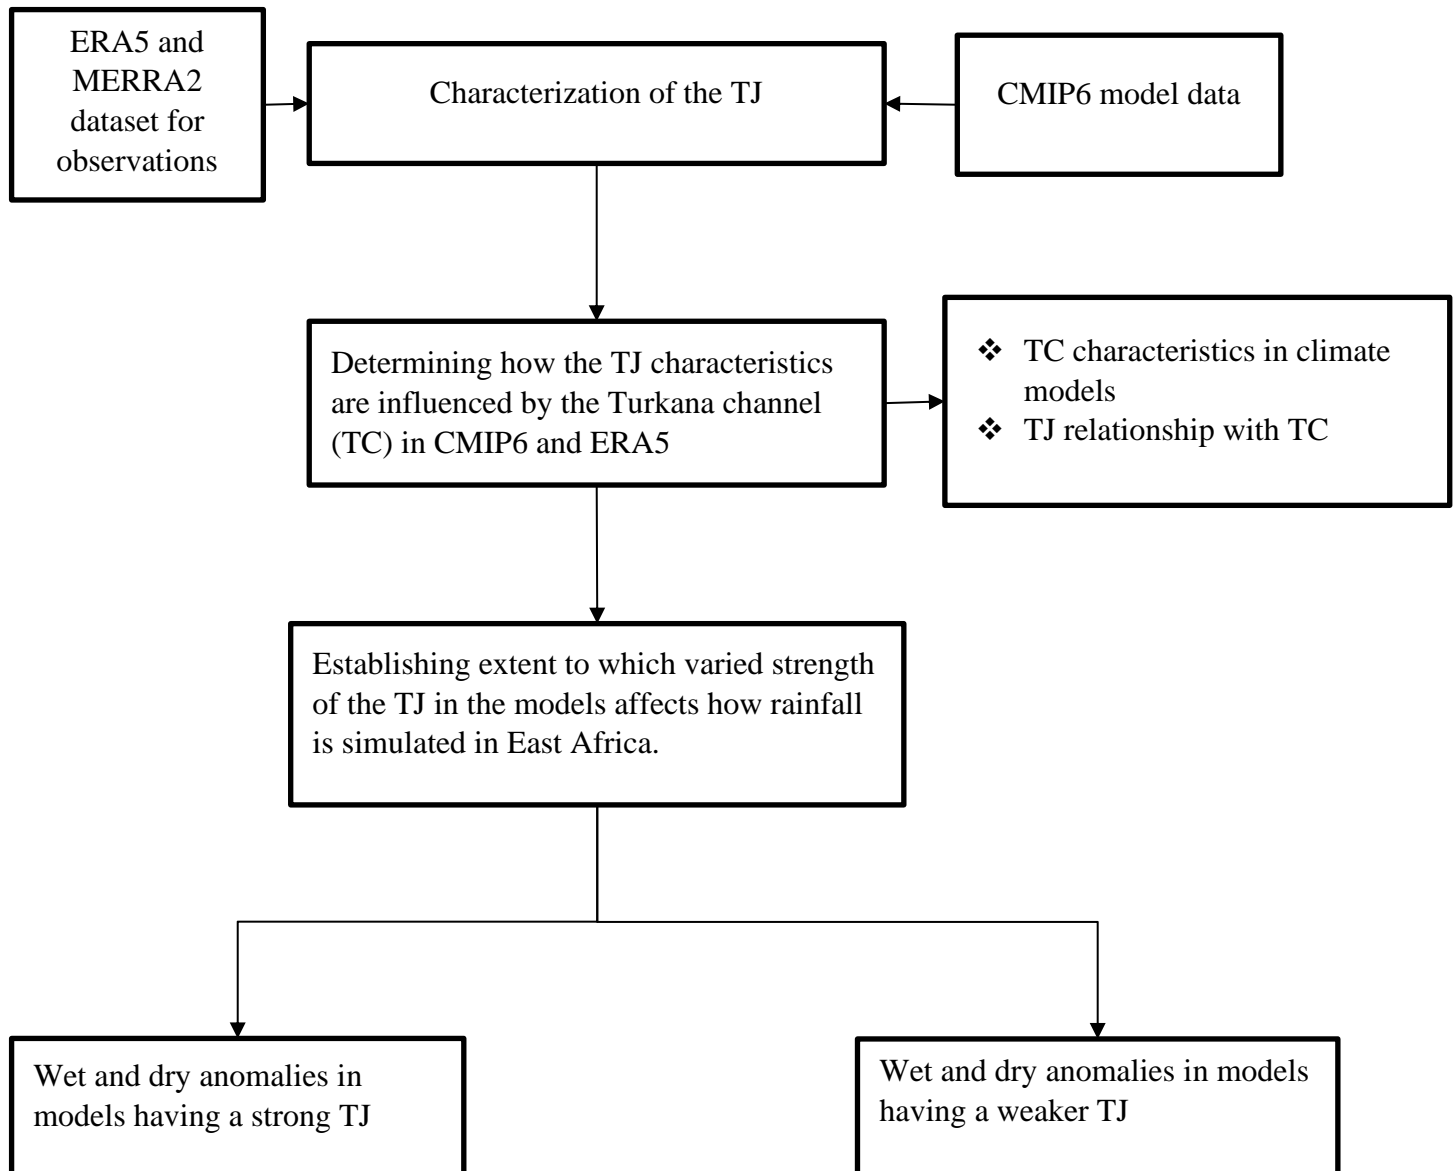 ERA5 and
MERRA2
dataset for
observations
Characterization of the TJ
CMIP6 model data
Determining how the TJ characteristics
are influenced by the Turkana channel
(TC) in CMIP6 and ERA5
❖ TC characteristics in climate
models
❖ TJ relationship with TC
Establishing extent to which varied strength
of the TJ in the models affects how rainfall
is simulated in East Africa.
Wet and dry anomalies in
models having a strong TJ
Wet and dry anomalies in models
having a weaker TJ